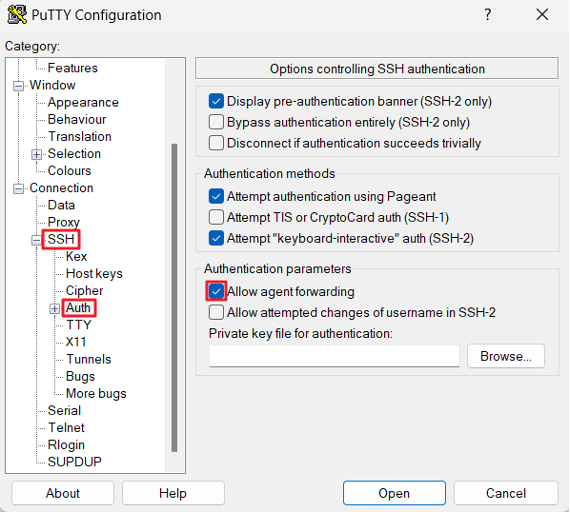 PuTTY Configuration
?
Category:
Features
Window
Appearance
Behaviour
Translation
Selection
Colours
Connection
Data
Proxy
SSH
Kex
Host keys
Cipher
Auth
TTY
X11
Tunnels
Bugs
More bugs
Serial
Telnet
Rlogin
SUPDUP
Options controlling SSH authentication
Display pre-authentication banner (SSH-2 only)
Bypass authentication entirely (SSH-2 only)
Disconnect if authentication succeeds trivially
Authentication methods
Attempt authentication using Pageant
Attempt TIS or CryptoCard auth (SSH-1)
Attempt "keyboard-interactive" auth (SSH-2)
Authentication parameters
Allow agent forwarding
Allow attempted changes of username in SSH-2
Private key file for authentication:
Browse...
About
Help
Open
Cancel